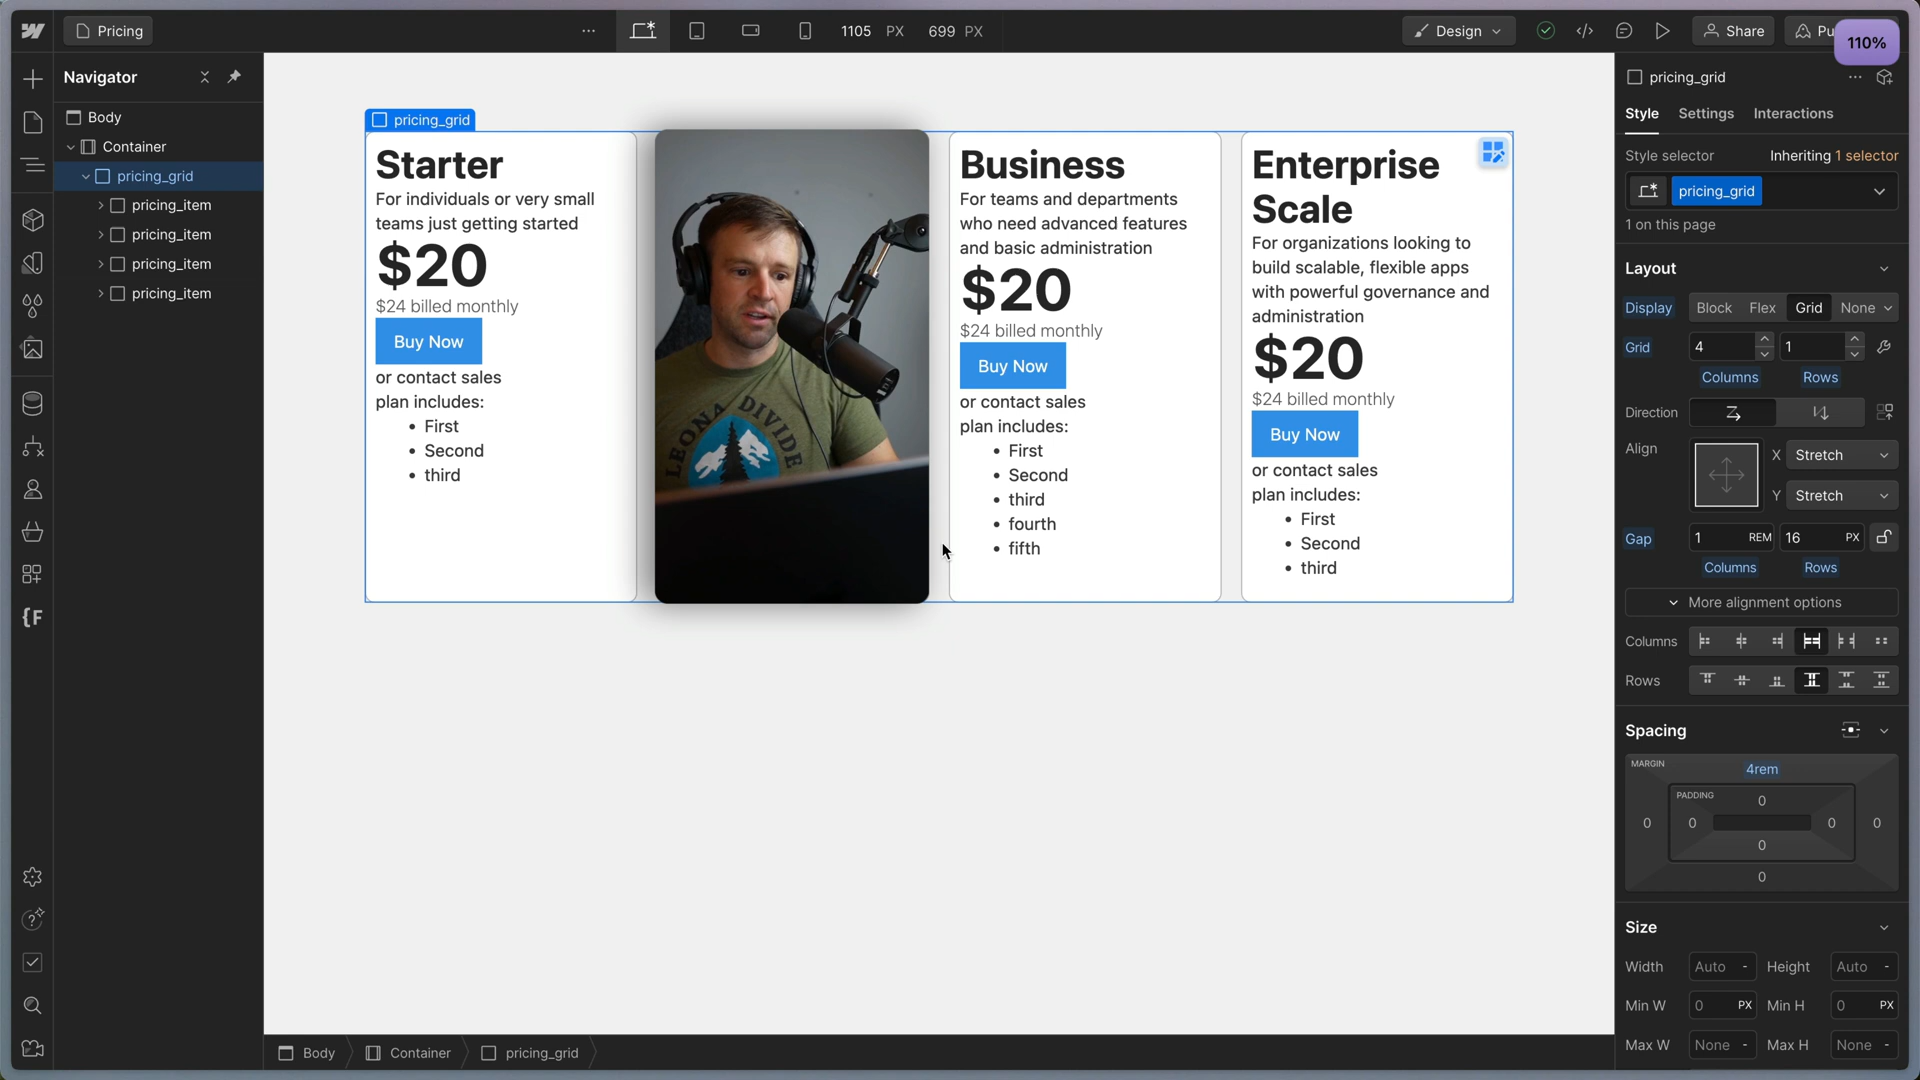 Pricing
1105 PX 699 PX
Design
Share
Pu
110%
Navigator
Body
Container
pricing_grid
pricing_item
pricing_item
pricing_item
pricing_item
{F
pricing_grid
Starter
For individuals or very small
teams just getting started
$20
$24 billed monthly
Buy Now
or contact sales
plan includes:
• First
• Second
• third
LEONA DIVIDE
Business
For teams and departments
who need advanced features
and basic administration
$20
$24 billed monthly
Buy Now
or contact sales
plan includes:
• First
• Second
• third
• fourth
• fifth
Enterprise
Scale
For organizations looking to
build scalable, flexible apps
with powerful governance and
administration
$20
$24 billed monthly
Buy Now
or contact sales
plan includes:
• First
• Second
• third
pricing_grid
Style Settings Interactions
Style selector Inheriting 1 selector
pricing_grid
1 on this page
Layout
Display Block Flex Grid None
Grid 4 1
Columns Rows
Direction
Align X Stretch
Y Stretch
Gap 1 REM 16 PX
Columns Rows
More alignment options
Columns
Rows
Spacing
MARGIN
4rem
PADDING
0
0 0 0 0
0
0
Size
Width Auto - Height Auto -
Min W 0 PX Min H 0 PX
Max W None - Max H None -
Body Container pricing_grid